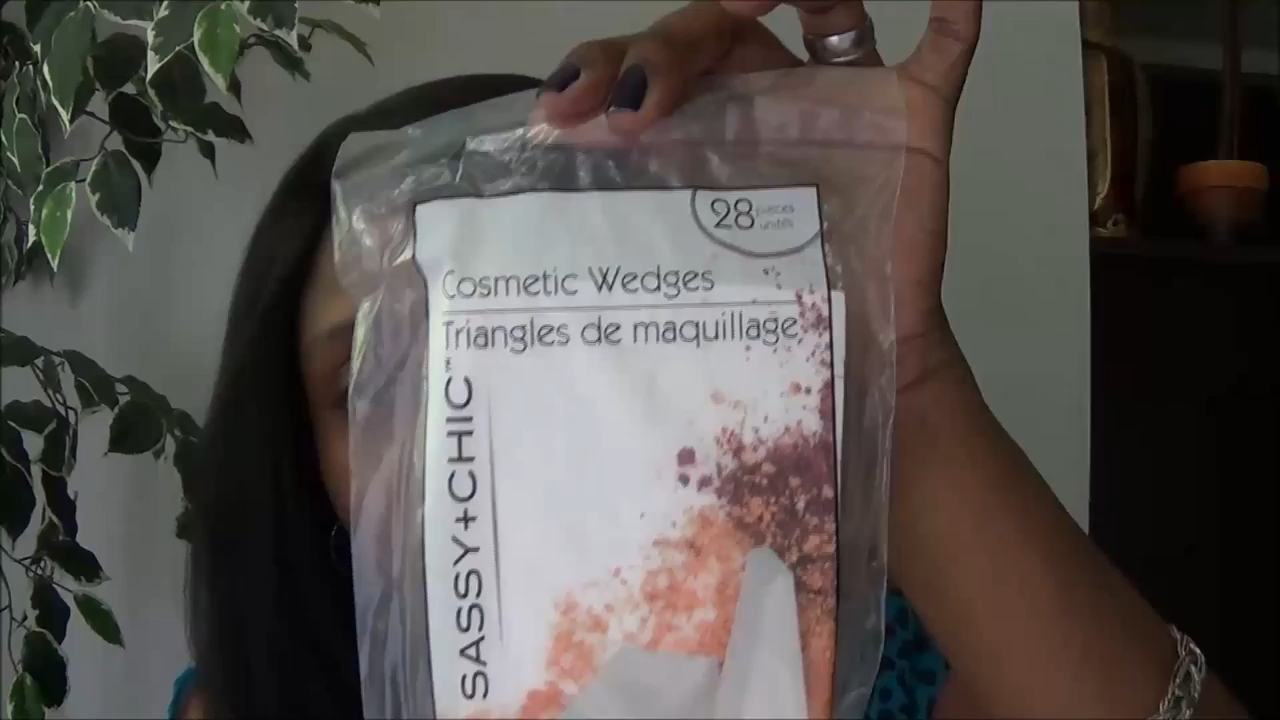 28 pieces
unités
Cosmetic Wedges
Triangles de maquillage
SASSY+CHIC™